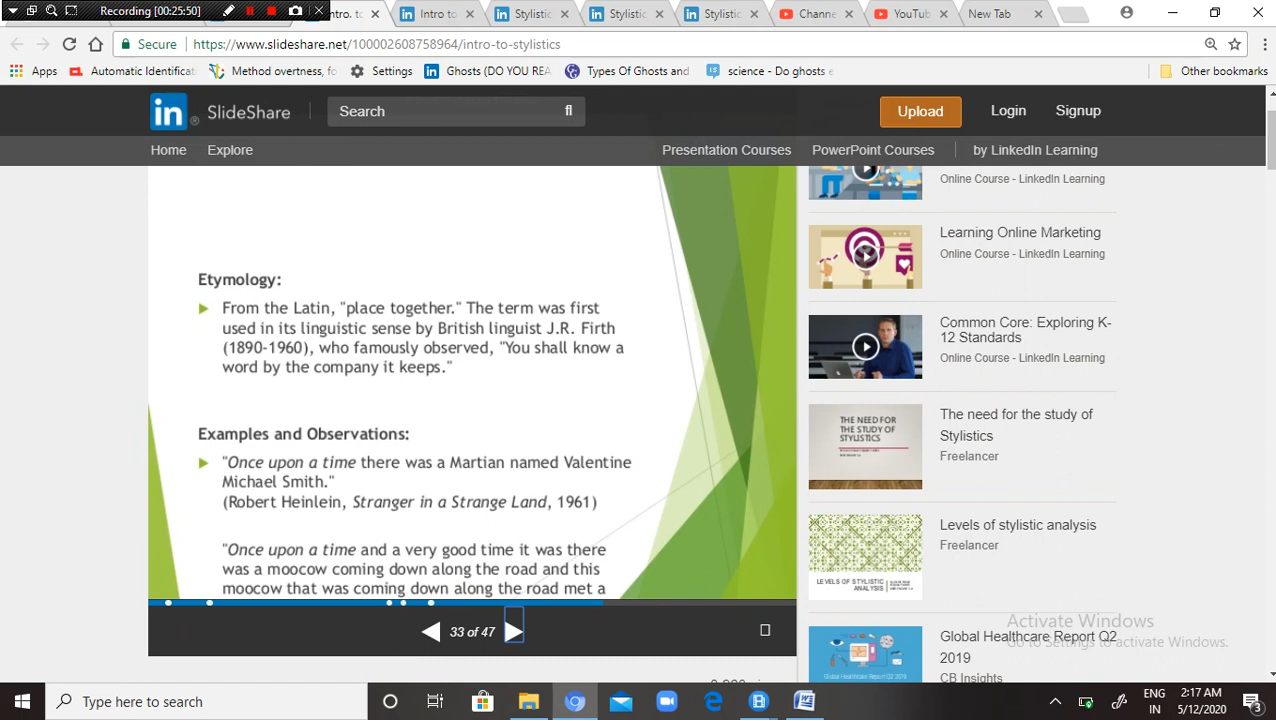 Recording [00:25:50]
ntro. to
Intro to
Stylistic
Stylistic
Stylistic
Channe
YouTub
New Tab
Secure
https://www.slideshare.net/100002608758964/intro-to-stylistics
Apps
Automatic Identificati
Method overtness, fo
Settings
Ghosts (DO YOU REA
Types Of Ghosts and
science - Do ghosts e
Other bookmarks
in SlideShare
Search
Upload
Login
Signup
Home
Explore
Presentation Courses
PowerPoint Courses
by LinkedIn Learning
Etymology:
From the Latin, "place together." The term was first
used in its linguistic sense by British linguist J.R. Firth
(1890-1960), who famously observed, "You shall know a
word by the company it keeps."
Examples and Observations:
"Once upon a time there was a Martian named Valentine
Michael Smith."
(Robert Heinlein, Stranger in a Strange Land, 1961)
"Once upon a time and a very good time it was there
was a moocow coming down along the road and this
moocow that was coming down along the road met a
33 of 47
Online Course - LinkedIn Learning
Learning Online Marketing
Online Course - LinkedIn Learning
Common Core: Exploring K-
12 Standards
Online Course - LinkedIn Learning
THE NEED FOR
THE STUDY OF
STYLISTICS
The need for the study of
Stylistics
Freelancer
LEVELS OF STYLISTIC
ANALYSIS
Levels of stylistic analysis
Freelancer
Global Healthcare Report Q2 2019
Global Healthcare Report Q2
2019
CB Insights
Activate Windows
Go to Settings to activate Windows.
Type here to search
ENG
IN
2:17 AM
5/12/2020
3